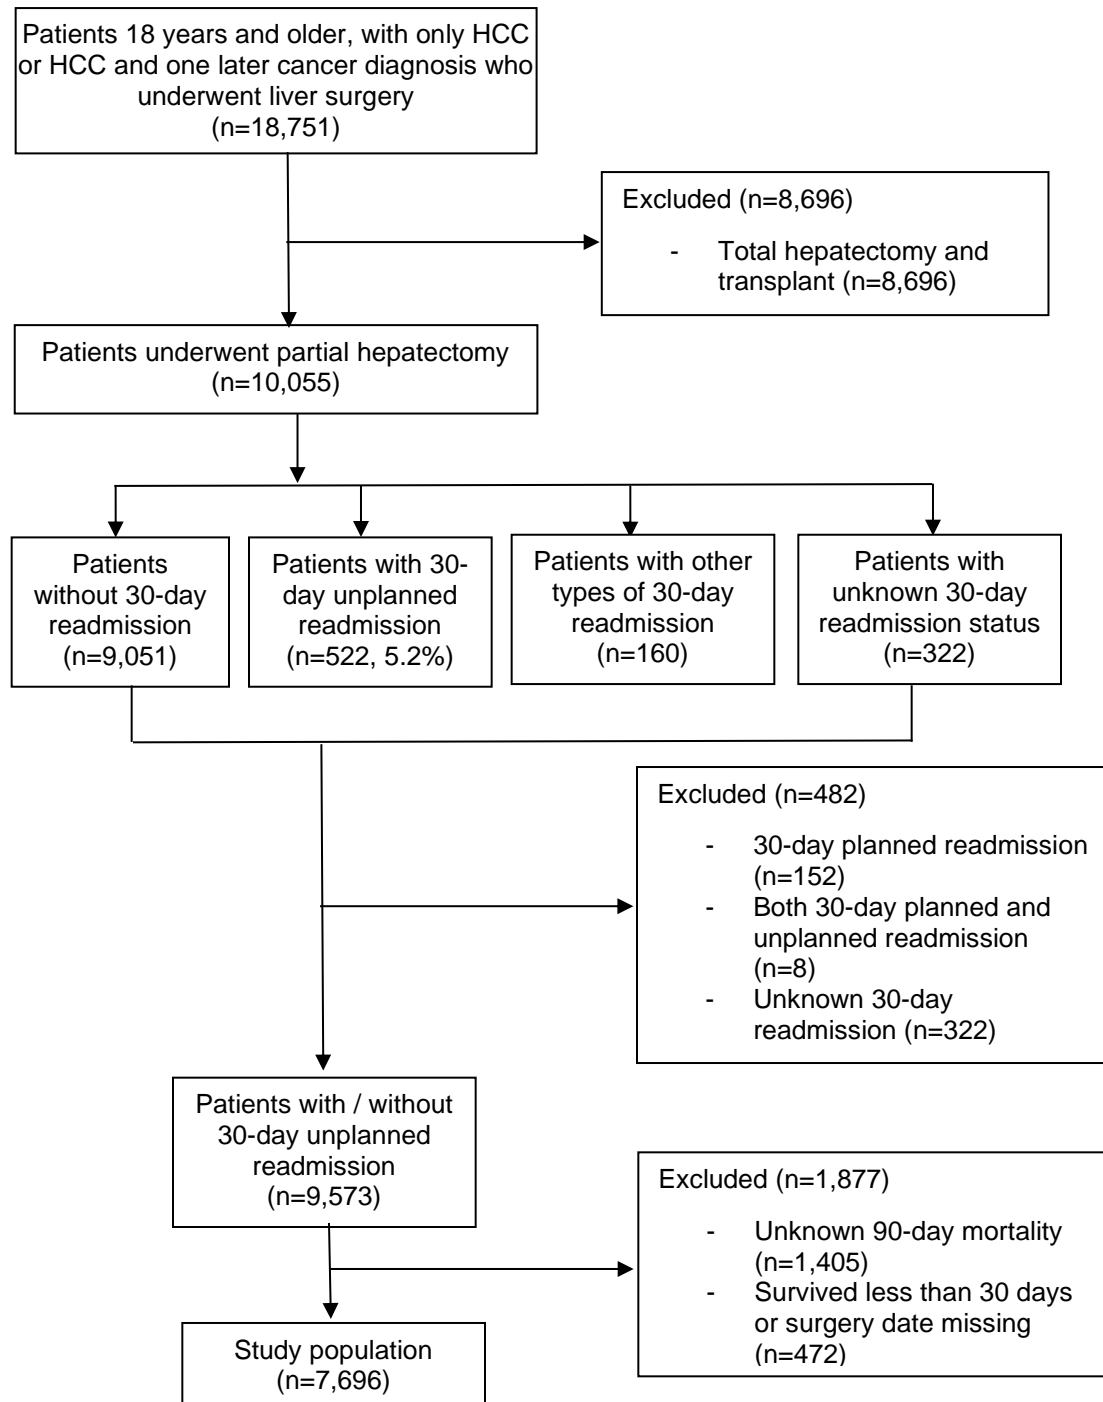 Patients 18 years and older, with only HCC
or HCC and one later cancer diagnosis who
underwent liver surgery
(n=18,751)
Excluded (n=8,696)
- Total hepatectomy and
transplant (n=8,696)
Patients underwent partial hepatectomy
(n=10,055)
Patients
without 30-day
readmission
(n=9,051)
Patients with 30-
day unplanned
readmission
(n=522, 5.2%)
Patients with other
types of 30-day
readmission
(n=160)
Patients with
unknown 30-day
readmission status
(n=322)
Excluded (n=482)
- 30-day planned readmission
(n=152)
- Both 30-day planned and
unplanned readmission
(n=8)
- Unknown 30-day
readmission (n=322)
Patients with / without
30-day unplanned
readmission
(n=9,573)
Excluded (n=1,877)
- Unknown 90-day mortality
(n=1,405)
- Survived less than 30 days
or surgery date missing
(n=472)
Study population
(n=7,696)